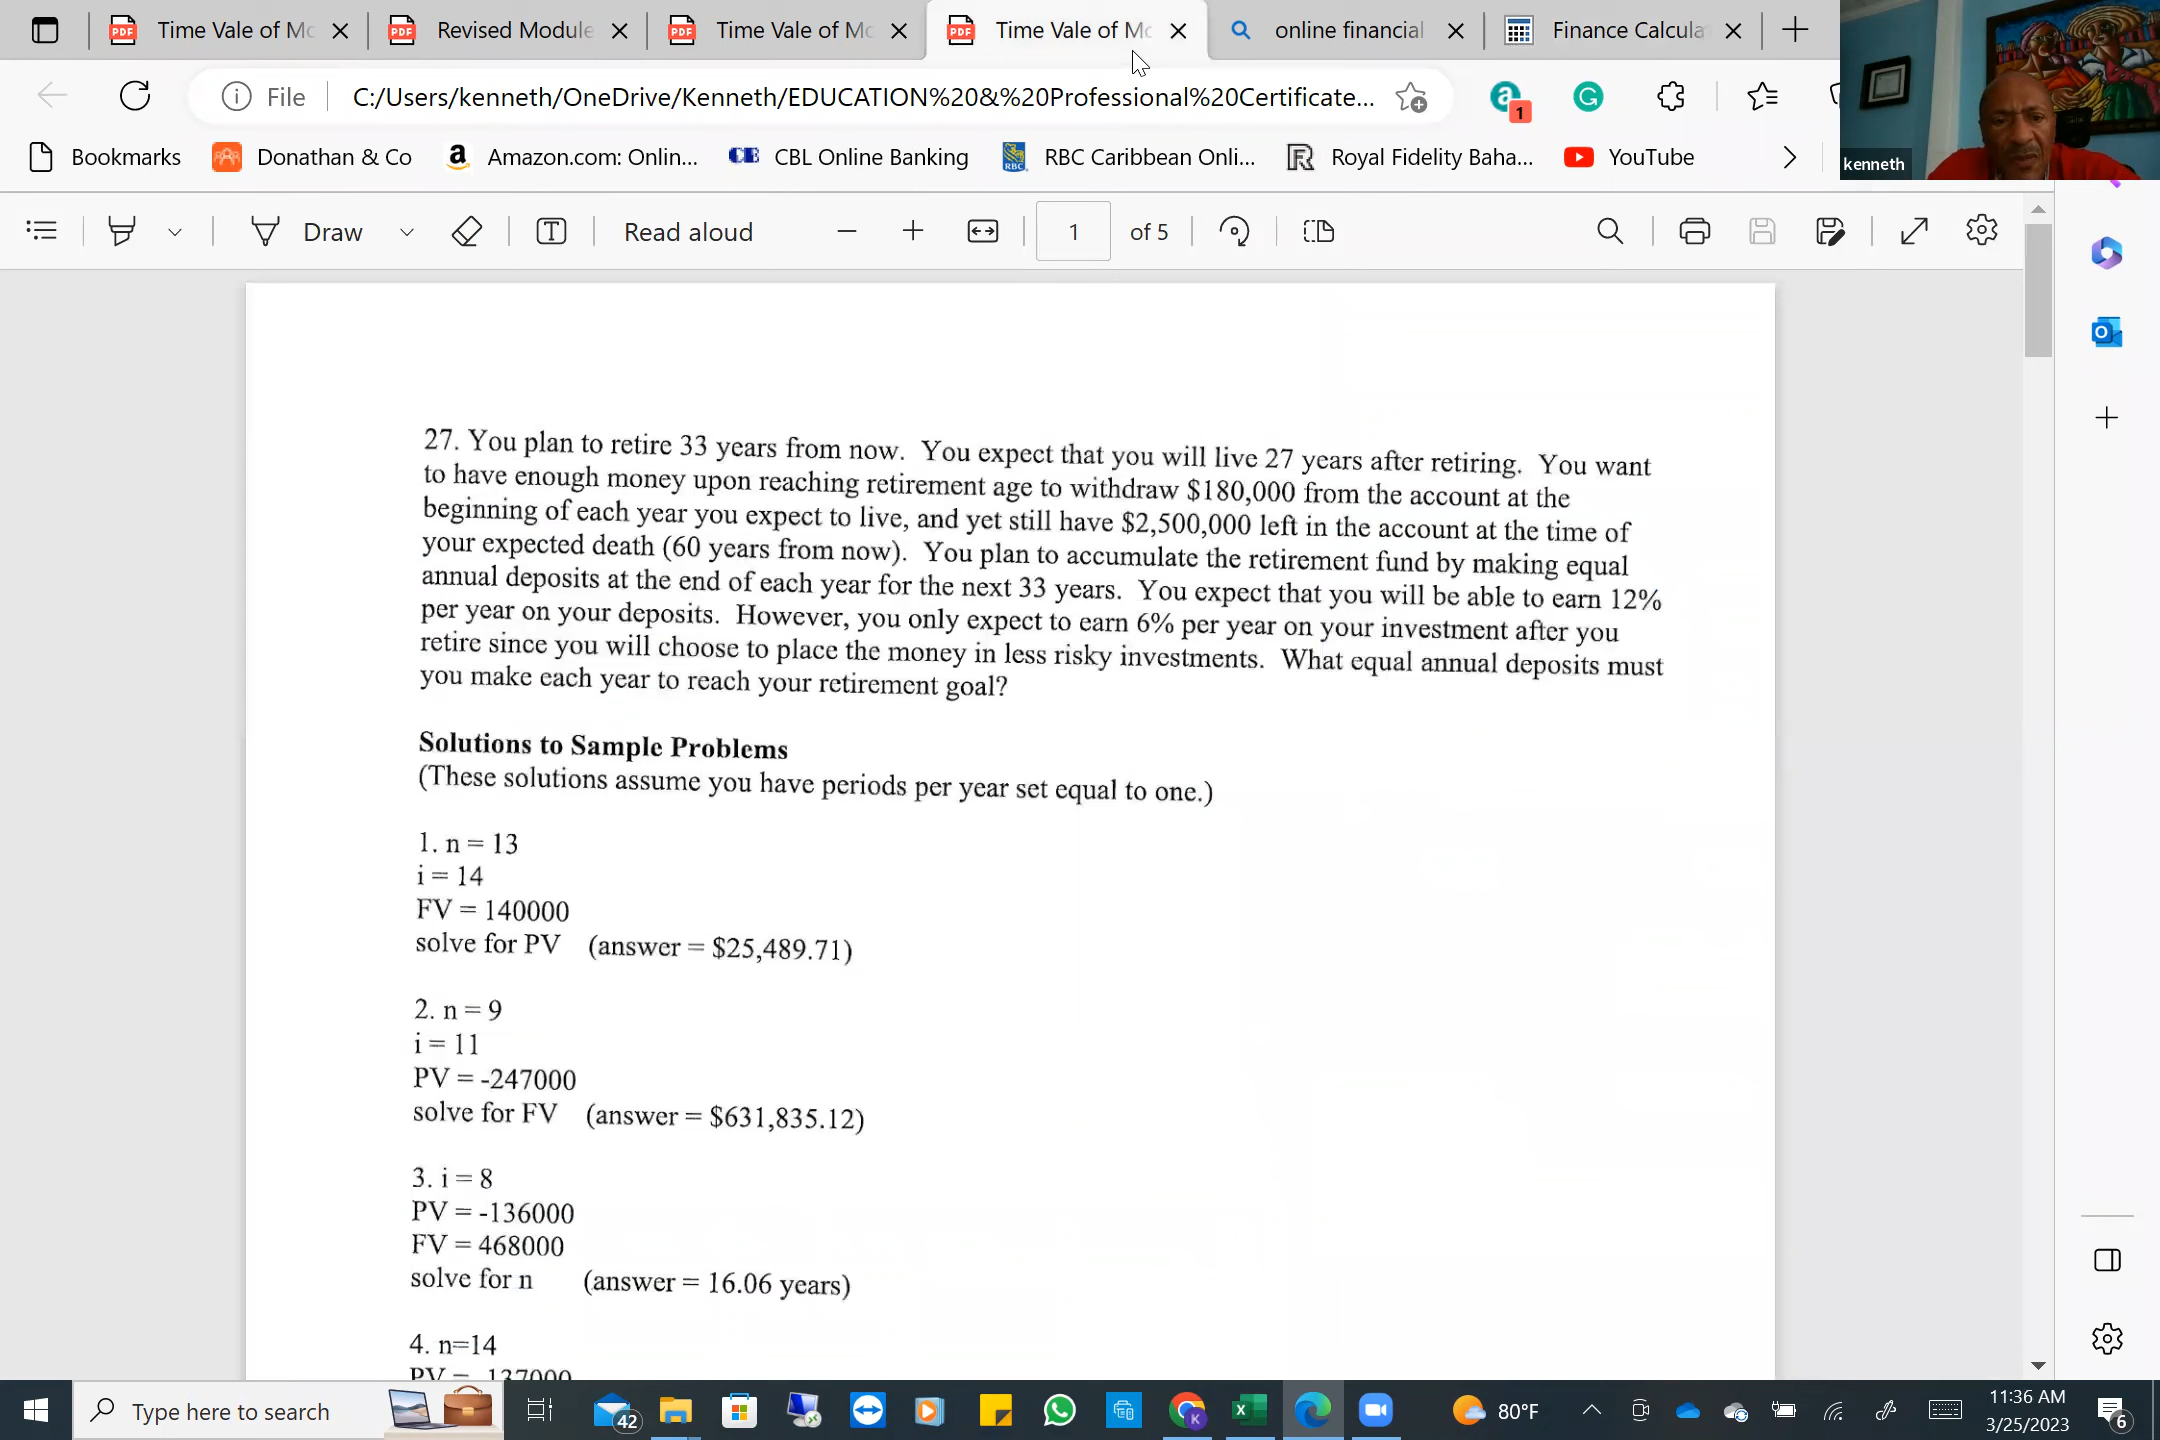 Time Vale of Mo
Revised Module
Time Vale of Mo
Time Vale of Mo
online financial
Finance Calcula
File
C:/Users/kenneth/OneDrive/Kenneth/EDUCATION%20&%20Professional%20Certificate...
1
kenneth
Bookmarks
Donathan & Co
Amazon.com: Onlin...
CBL Online Banking
RBC Caribbean Onli...
Royal Fidelity Baha...
YouTube
Draw
Read aloud
1 of 5
27. You plan to retire 33 years from now. You expect that you will live 27 years after retiring. You want
to have enough money upon reaching retirement age to withdraw $180,000 from the account at the
beginning of each year you expect to live, and yet still have $2,500,000 left in the account at the time of
your expected death (60 years from now). You plan to accumulate the retirement fund by making equal
annual deposits at the end of each year for the next 33 years. You expect that you will be able to earn 12%
per year on your deposits. However, you only expect to earn 6% per year on your investment after you
retire since you will choose to place the money in less risky investments. What equal annual deposits must
you make each year to reach your retirement goal?
Solutions to Sample Problems
(These solutions assume you have periods per year set equal to one.)
1. n = 13
i = 14
FV = 140000
solve for PV (answer = $25,489.71)
2. n = 9
i = 11
PV = -247000
solve for FV (answer = $631,835.12)
3. i = 8
PV = -136000
FV = 468000
solve for n (answer = 16.06 years)
4. n=14
PV = -137000
Type here to search
42
80°F
11:36 AM
3/25/2023
6